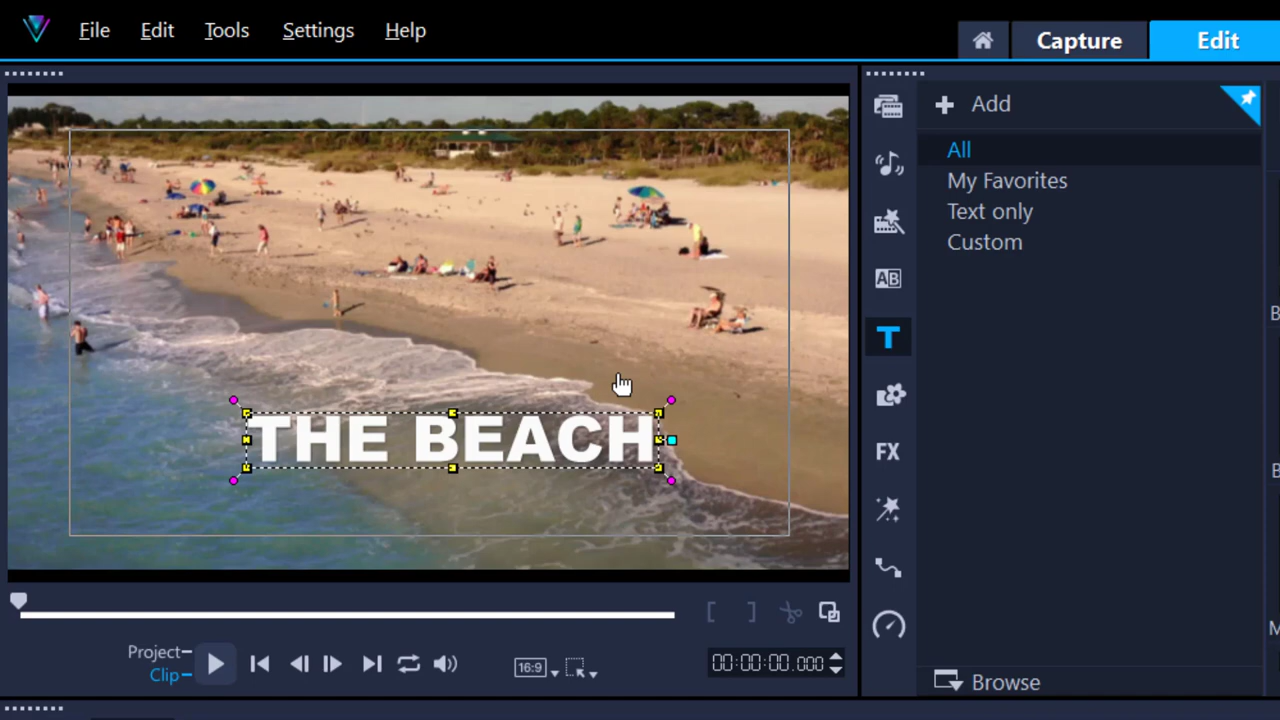 File Edit Tools Settings Help
Capture Edit
Add
All
My Favorites
Text only
Custom
AB
T
FX
THE BEACH
Project
Clip
16:9
00:00:00.000
Browse